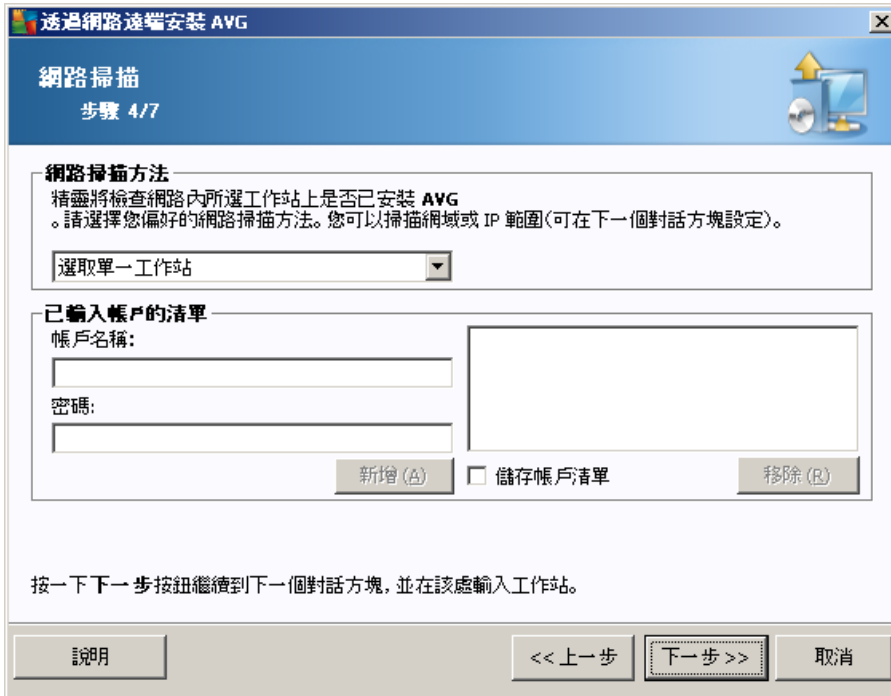 透過網路遠端安裝 AVG
網路掃描
步驟 4/7
網路掃描方法
精靈將檢查網路內所選工作站上是否已安裝 AVG
。請選擇您偏好的網路掃描方法。您可以掃描網域或 IP 範圍(可在下一個對話方塊設定)。
選取單一工作站
已輸入帳戶的清單
帳戶名稱:
密碼:
新增(A)
儲存帳戶清單
移除(R)
按一下下一步按鈕繼續到下一個對話方塊,並在該處輸入工作站。
說明
<<上一步
下一步>>
取消